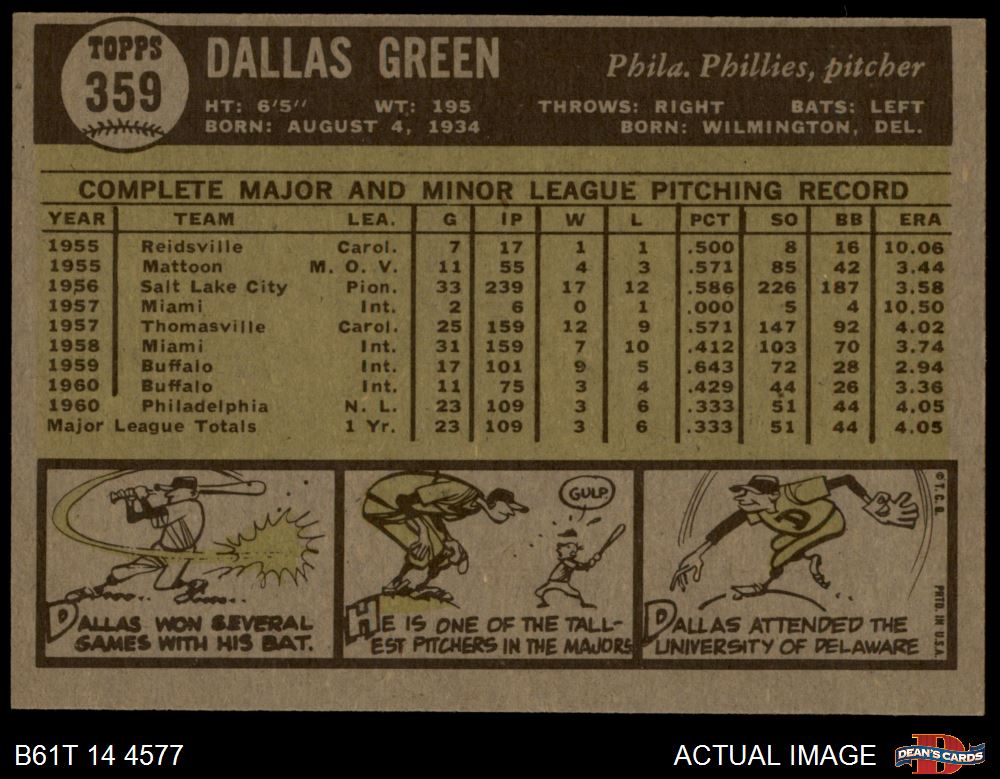 TOPPS
359
DALLAS GREEN
Phila. Phillies, pitcher
HT: 6'5" WT: 195 THROWS: RIGHT BATS: LEFT
BORN: AUGUST 4, 1934 BORN: WILMINGTON, DEL.
COMPLETE MAJOR AND MINOR LEAGUE PITCHING RECORD
YEAR TEAM LEA. G IP W L PCT SO BB ERA
1955 Reidsville Carol. 7 17 1 1 .500 8 16 10.06
1955 Mattoon M. O. V. 11 55 4 3 .571 85 42 3.44
1956 Salt Lake City Pion. 33 239 17 12 .586 226 187 3.58
1957 Miami Int. 2 6 0 1 .000 5 4 10.50
1957 Thomasville Carol. 25 159 12 9 .571 147 92 4.02
1958 Miami Int. 31 159 7 10 .412 103 70 3.74
1959 Buffalo Int. 17 101 9 5 .643 72 28 2.94
1960 Buffalo Int. 11 75 3 4 .429 44 26 3.36
1960 Philadelphia N. L. 23 109 3 6 .333 51 44 4.05
Major League Totals 1 Yr. 23 109 3 6 .333 51 44 4.05
DALLAS WON SEVERAL
GAMES WITH HIS BAT.
GULP
HE IS ONE OF THE TALL-
EST PITCHERS IN THE MAJORS
D
DALLAS ATTENDED THE
UNIVERSITY OF DELAWARE
© T. C. G.
PRTD. IN U.S.A.
B61T 14 4577
ACTUAL IMAGE
DEAN'S CARDS